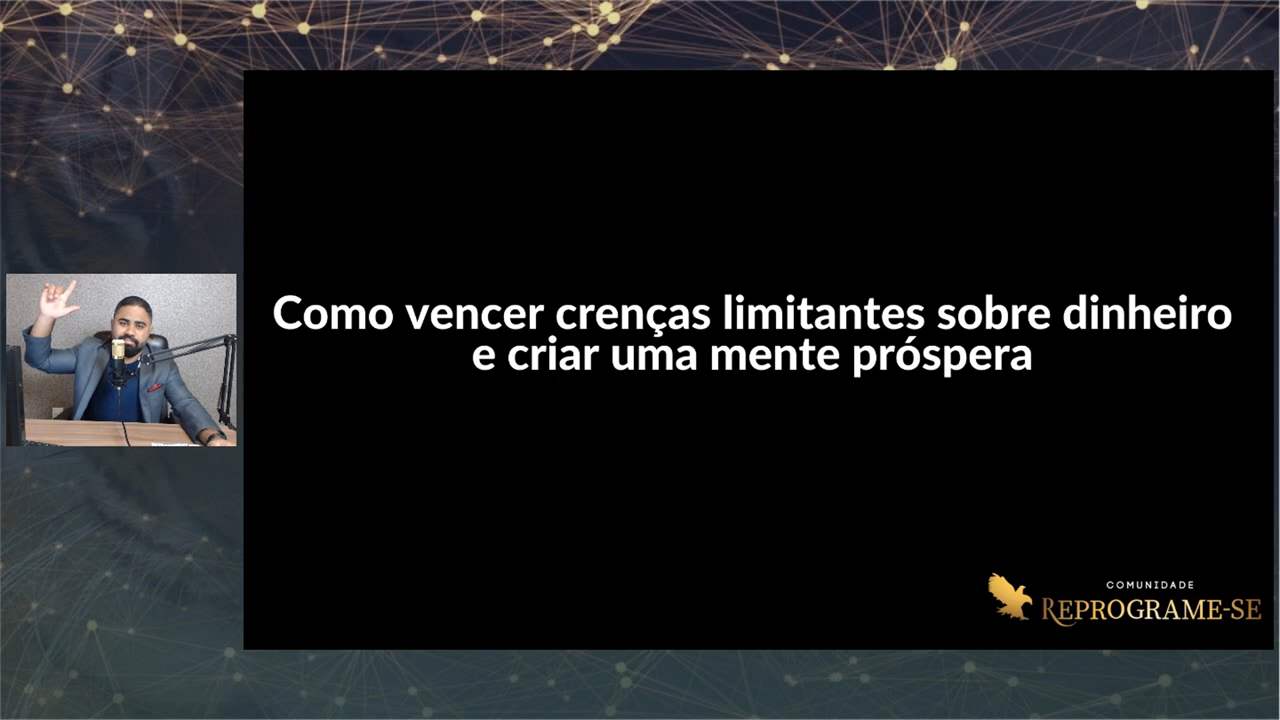 Como vencer crenças limitantes sobre dinheiro
e criar uma mente próspera
COMUNIDADE
REPROGRAME-SE